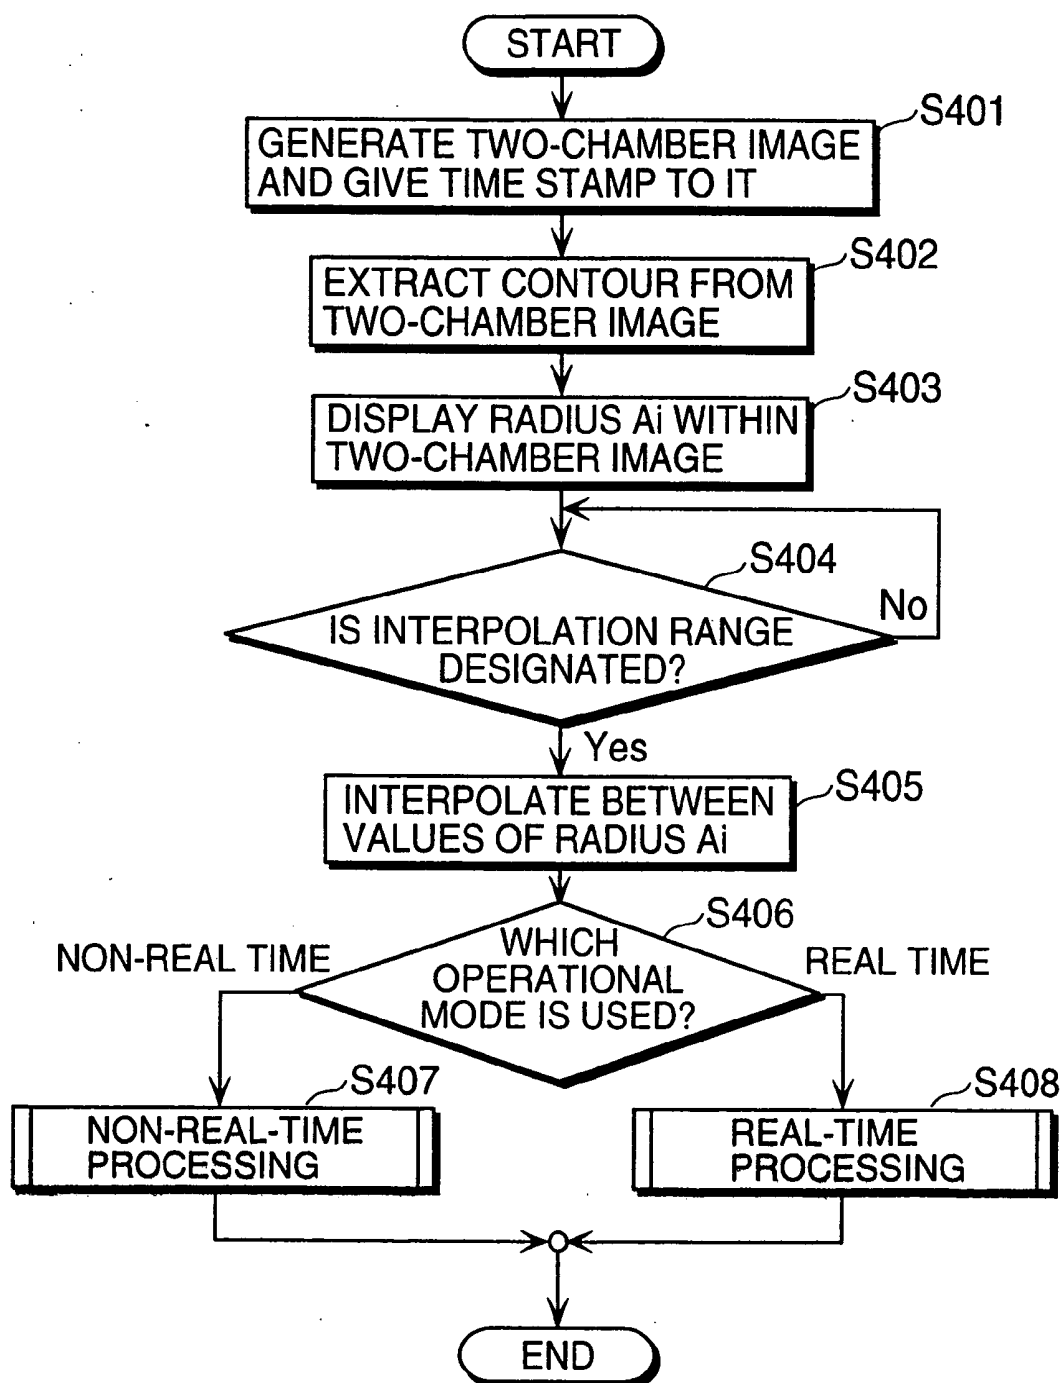 START
S401
GENERATE TWO-CHAMBER IMAGE
AND GIVE TIME STAMP TO IT
S402
EXTRACT CONTOUR FROM
TWO-CHAMBER IMAGE
S403
DISPLAY RADIUS Ai WITHIN
TWO-CHAMBER IMAGE
S404
No
IS INTERPOLATION RANGE
DESIGNATED?
Yes
S405
INTERPOLATE BETWEEN
VALUES OF RADIUS Ai
S406
NON-REAL TIME
REAL TIME
WHICH
OPERATIONAL
MODE IS USED?
S407
NON-REAL-TIME
PROCESSING
S408
REAL-TIME
PROCESSING
END